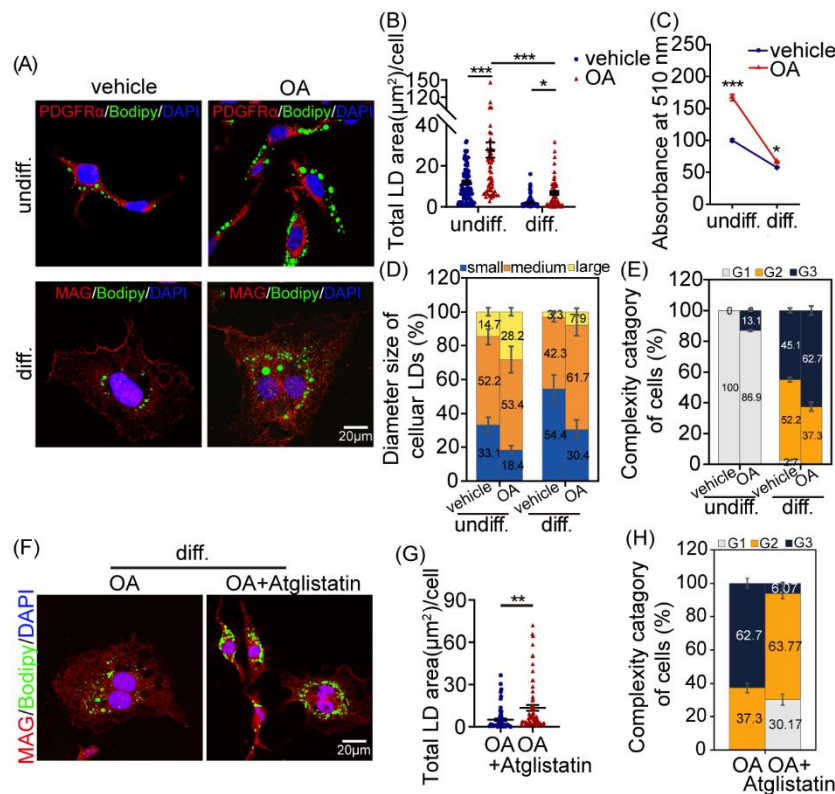 (A)
vehicle
OA
PDGFRα/Bodipy/DAPI
PDGFRα/Bodipy/DAPI
undiff.
MAG/Bodipy/DAPI
MAG/Bodipy/DAPI
diff.
20μm
(B)
Total LD area(μm²)/cell
150
120
40
20
0
***
***
*
vehicle
OA
undiff.
diff.
(C)
Absorbance at 510 nm
250
200
150
100
50
0
***
*
vehicle
OA
undiff.
diff.
(D)
small
medium
large
Diameter size of
celluar LDs (%)
100
80
60
40
20
0
14.7
28.2
3.3
7.9
52.2
53.4
42.3
61.7
33.1
18.4
54.4
30.4
vehicle
OA
vehicle
OA
undiff.
diff.
(E)
G1
G2
G3
Complexity catagory
of cells (%)
100
80
60
40
20
0
0
13.1
45.1
62.7
100
86.9
52.2
37.3
2.7
vehicle
OA
vehicle
OA
undiff.
diff.
(F)
diff.
OA
OA+Atglistatin
MAG/Bodipy/DAPI
20μm
(G)
Total LD area(μm²)/cell
90
60
30
0
**
OA
OA
+Atglistatin
(H)
G1
G2
G3
Complexity catagory
of cells (%)
120
100
80
60
40
20
0
62.7
6.07
63.77
37.3
30.17
OA
OA+
Atglistatin